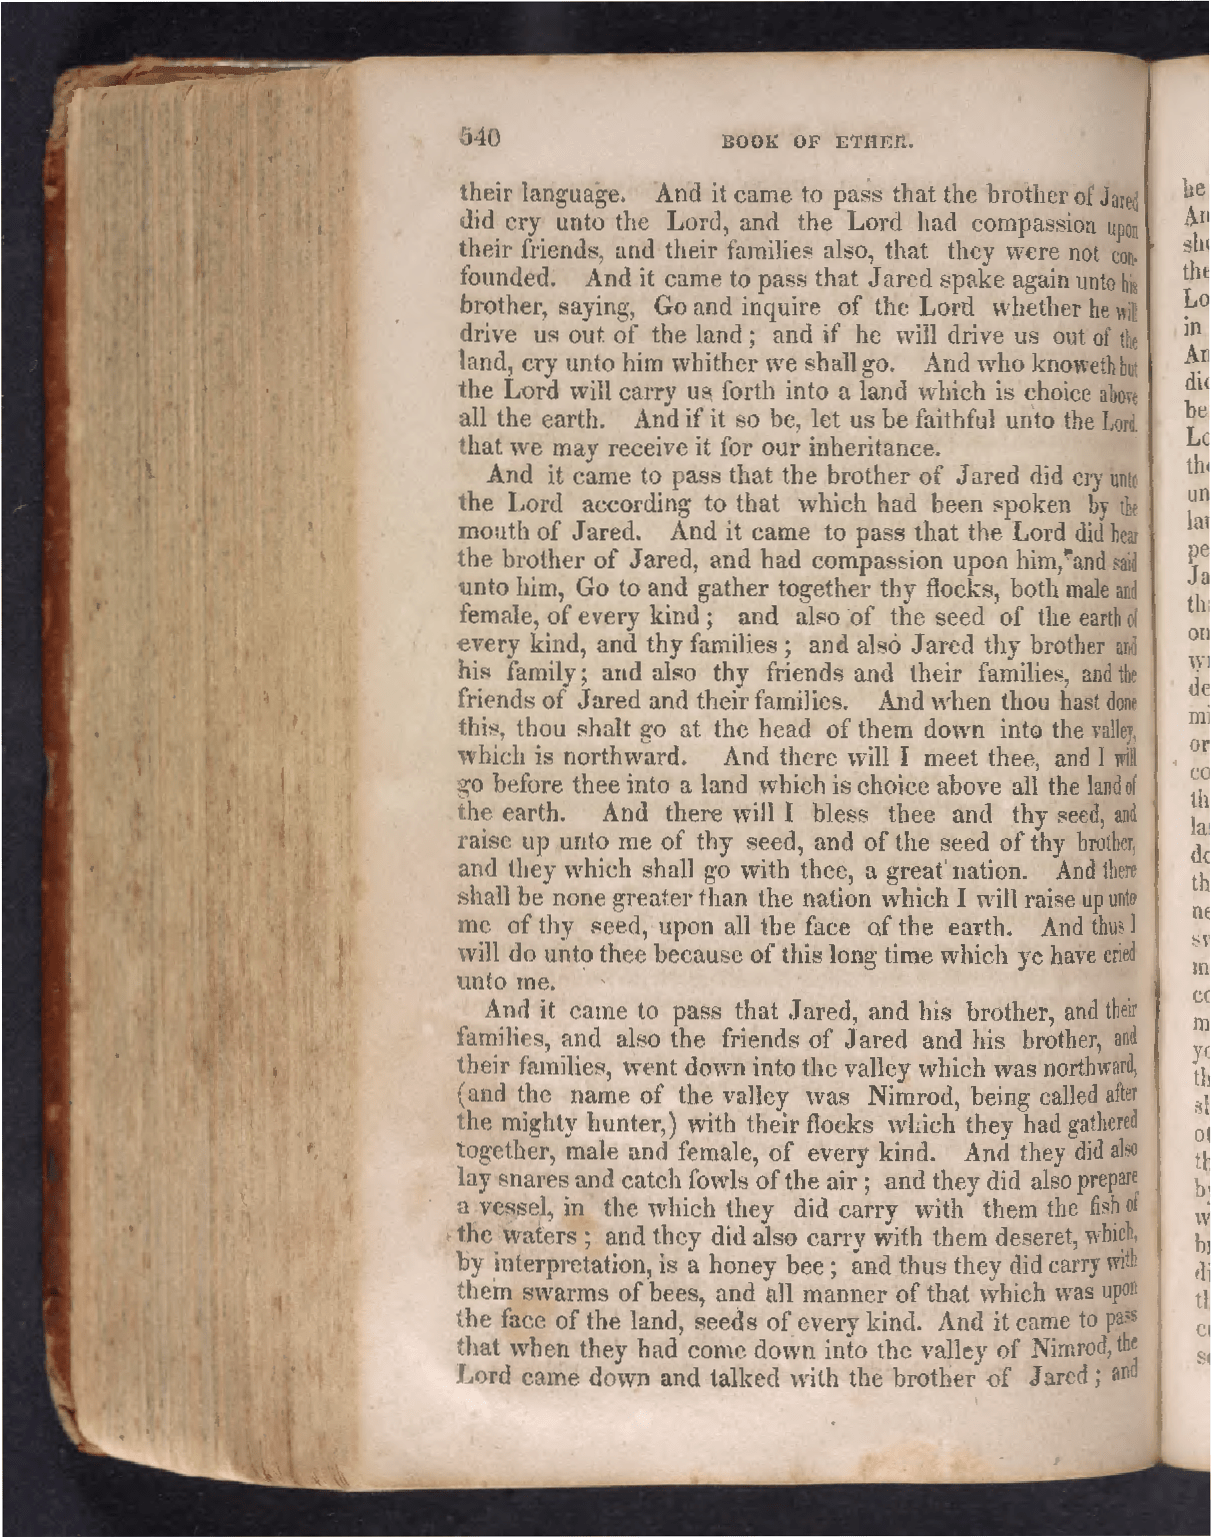 540 BOOK OF ETHER.
their language. And it came to pass that the brother of Jared
did cry unto the Lord, and the Lord had compassion upon
their friends, and their families also, that they were not con-
founded. And it came to pass that Jared spake again unto his
brother, saying, Go and inquire of the Lord whether he will
drive us out of the land; and if he will drive us out of the
land, cry unto him whither we shall go. And who knoweth but
the Lord will carry us forth into a land which is choice above
all the earth. And if it so be, let us be faithful unto the Lord.
that we may receive it for our inheritance.
And it came to pass that the brother of Jared did cry unto
the Lord according to that which had been spoken by the
mouth of Jared. And it came to pass that the Lord did hear
the brother of Jared, and had compassion upon him, and said
unto him, Go to and gather together thy flocks, both male and
female, of every kind; and also of the seed of the earth of
every kind, and thy families; and also Jared thy brother and
his family; and also thy friends and their families, and the
friends of Jared and their families. And when thou hast done
this, thou shalt go at the head of them down into the valley,
which is northward. And there will I meet thee, and I will
go before thee into a land which is choice above all the land of
the earth. And there will I bless thee and thy seed, and
raise up unto me of thy seed, and of the seed of thy brother,
and they which shall go with thee, a great nation. And there
shall be none greater than the nation which I will raise up unto
me of thy seed, upon all the face of the earth. And thus I
will do unto thee because of this long time which ye have cried
unto me.
And it came to pass that Jared, and his brother, and their
families, and also the friends of Jared and his brother, and
their families, went down into the valley which was northward,
(and the name of the valley was Nimrod, being called after
the mighty hunter,) with their flocks which they had gathered
together, male and female, of every kind. And they did also
lay snares and catch fowls of the air; and they did also prepare
a vessel, in the which they did carry with them the fish of
the waters; and they did also carry with them deseret, which,
by interpretation, is a honey bee; and thus they did carry with
them swarms of bees, and all manner of that which was upon
the face of the land, seeds of every kind. And it came to pass
that when they had come down into the valley of Nimrod, the
Lord came down and talked with the brother of Jared; and